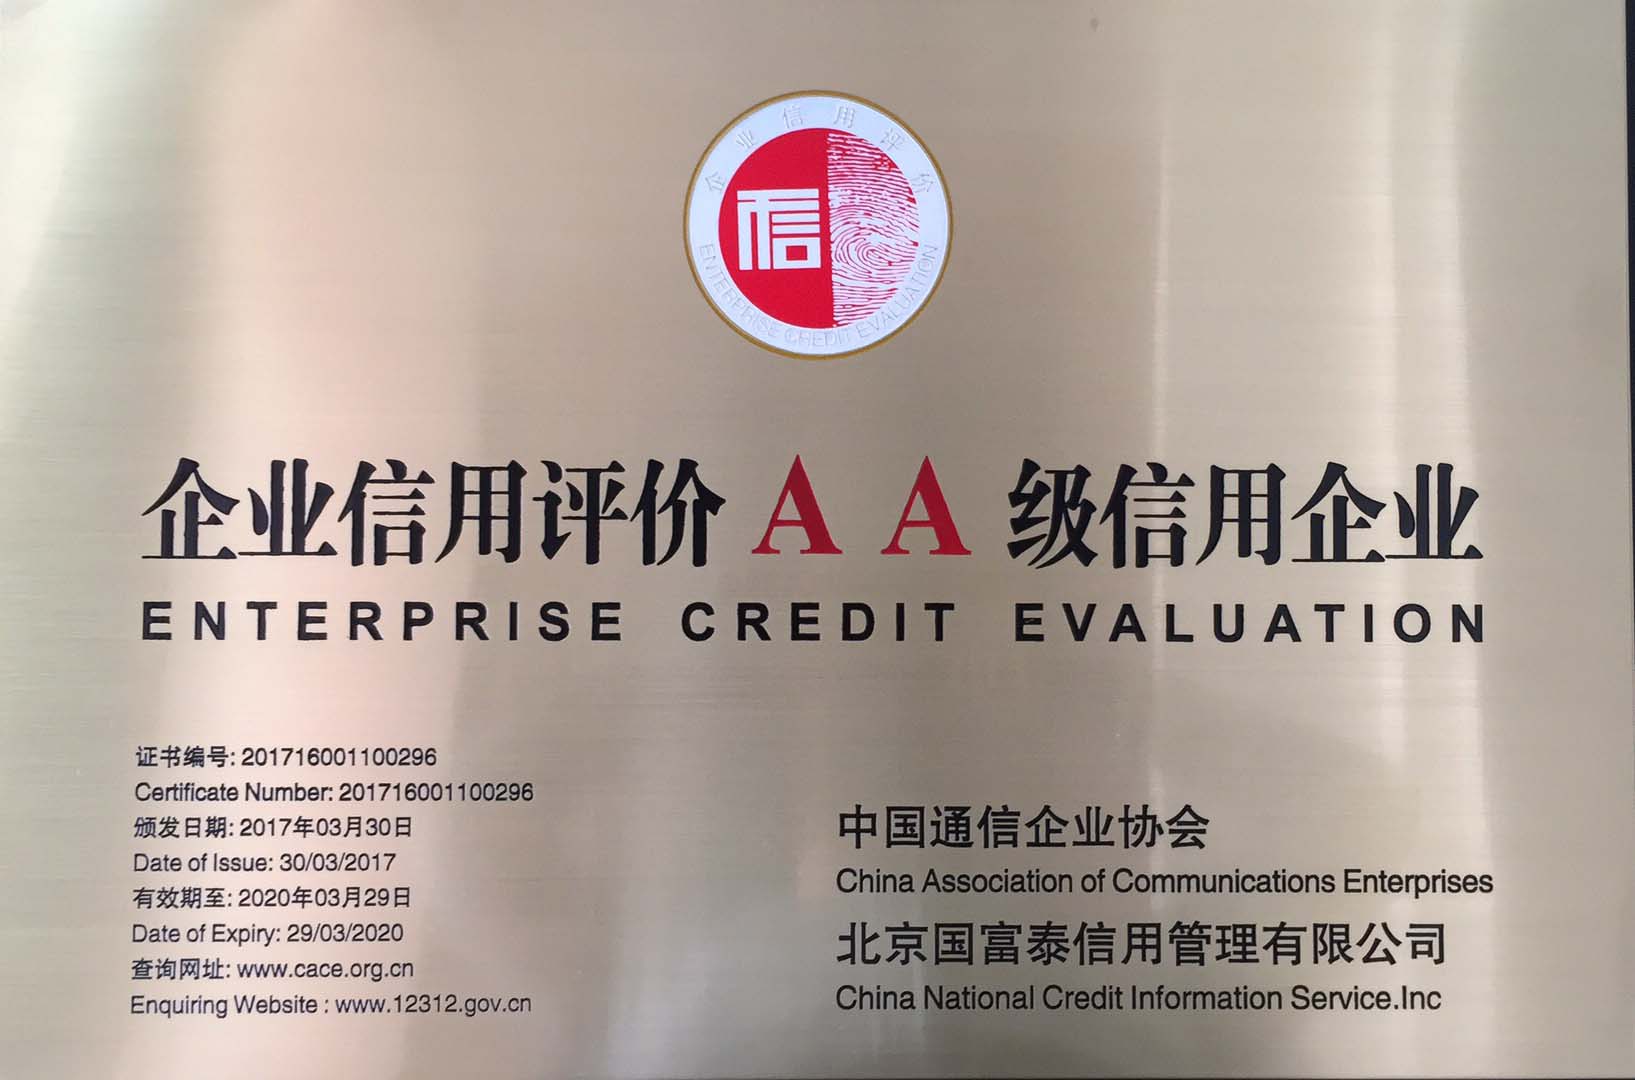 企业信用评价
信
ENTERPRISE CREDIT EVALUATION
企业信用评价AA级信用企业
ENTERPRISE CREDIT EVALUATION
证书编号: 201716001100296
Certificate Number: 201716001100296
颁发日期: 2017年03月30日
Date of Issue: 30/03/2017
有效期至: 2020年03月29日
Date of Expiry: 29/03/2020
查询网址: www.cace.org.cn
Enquiring Website : www.12312.gov.cn
中国通信企业协会
China Association of Communications Enterprises
北京国富泰信用管理有限公司
China National Credit Information Service.Inc